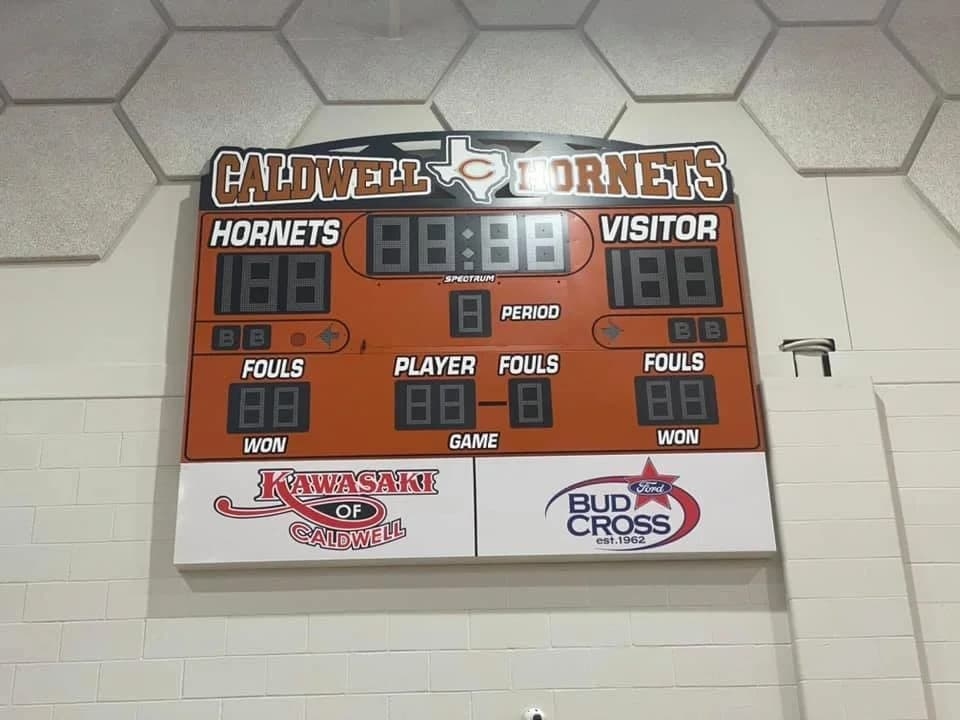 CALDWELL C HORNETS
HORNETS
VISITOR
SPECTRUM
PERIOD
B B
B B
FOULS
PLAYER FOULS
FOULS
WON
GAME
WON
KAWASAKI
OF
CALDWELL
Ford
BUD
CROSS
est.1962